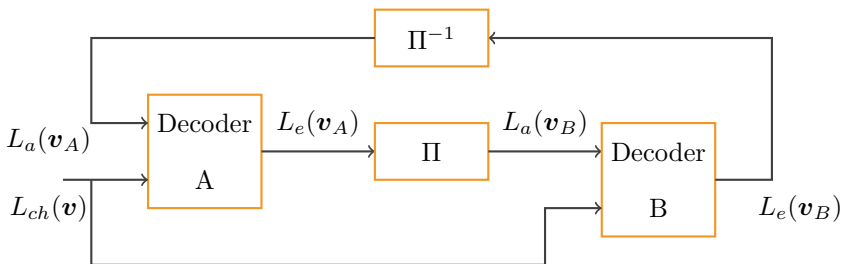 Π⁻¹
Decoder
A
L_a(v_A)
L_ch(v)
L_e(v_A)
Π
L_a(v_B)
Decoder
B
L_e(v_B)